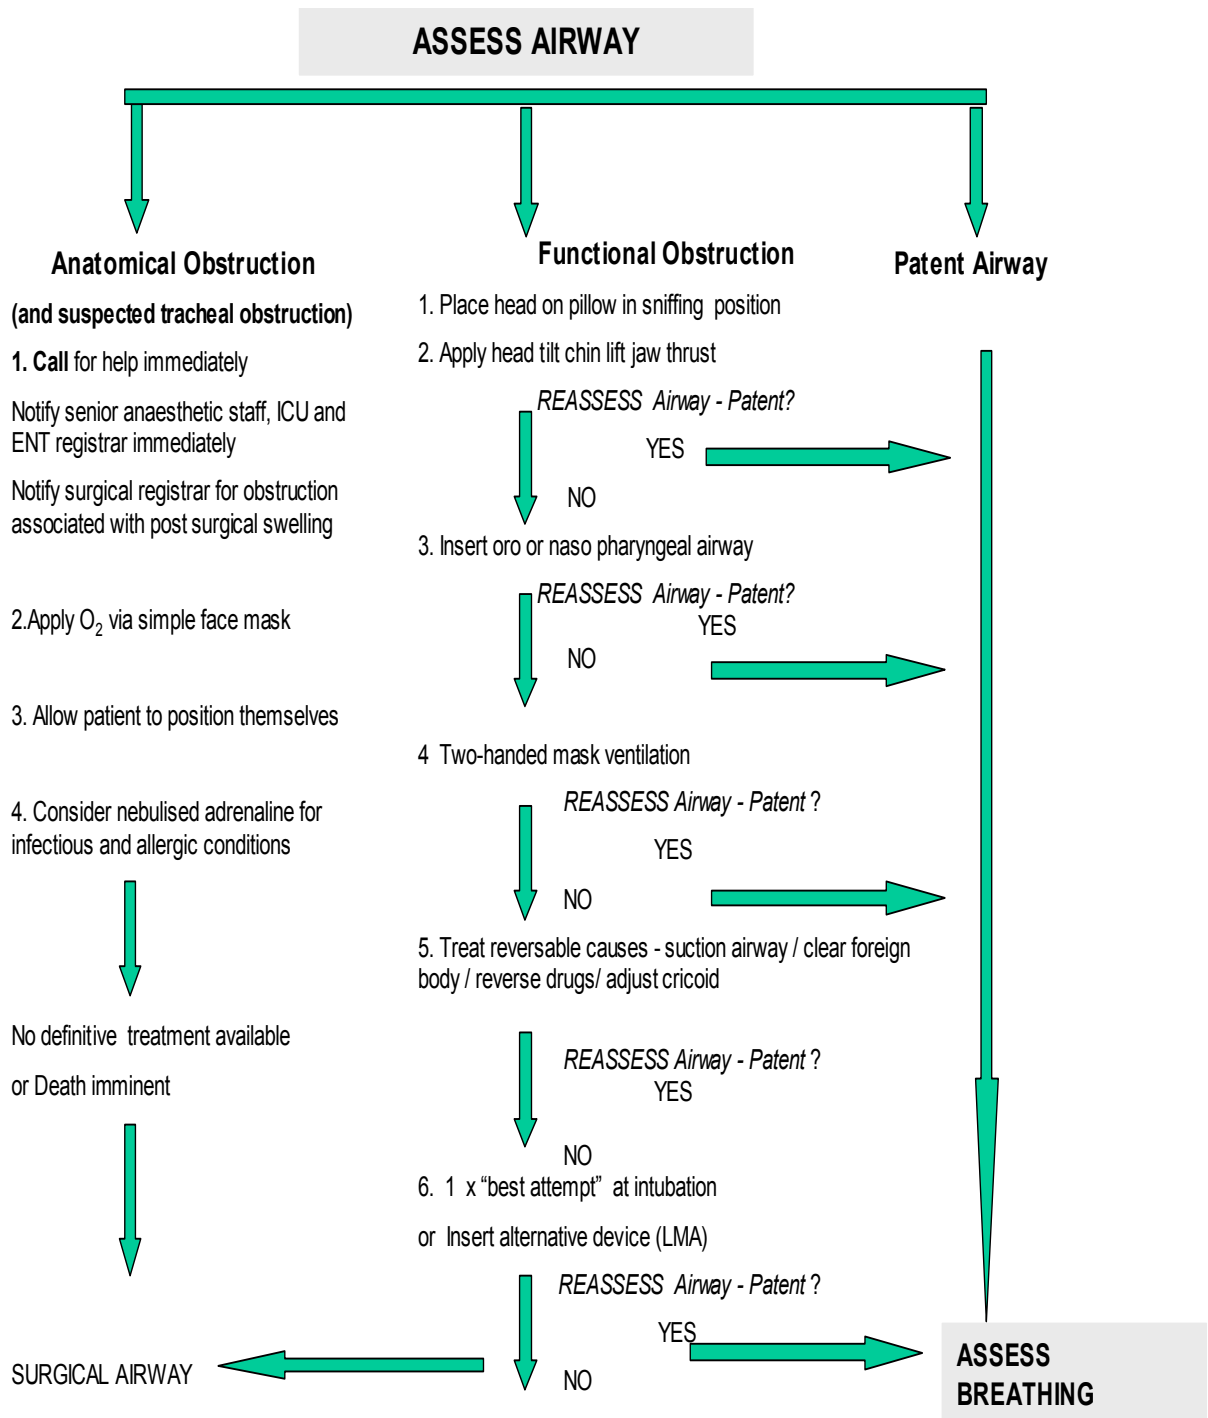 ASSESS AIRWAY
Anatomical Obstruction
(and suspected tracheal obstruction)
1. Call for help immediately
Notify senior anaesthetic staff, ICU and
ENT registrar immediately
Notify surgical registrar for obstruction
associated with post surgical swelling
2.Apply O₂ via simple face mask
3. Allow patient to position themselves
4. Consider nebulised adrenaline for
infectious and allergic conditions
No definitive treatment available
or Death imminent
SURGICAL AIRWAY
Functional Obstruction
1. Place head on pillow in sniffing position
2. Apply head tilt chin lift jaw thrust
REASSESS Airway - Patent?
YES
NO
3. Insert oro or naso pharyngeal airway
REASSESS Airway - Patent?
YES
NO
4 Two-handed mask ventilation
REASSESS Airway - Patent ?
YES
NO
5. Treat reversable causes - suction airway / clear foreign
body / reverse drugs/ adjust cricoid
REASSESS Airway - Patent ?
YES
NO
6. 1 x “best attempt” at intubation
or Insert alternative device (LMA)
REASSESS Airway - Patent ?
YES
NO
Patent Airway
ASSESS
BREATHING